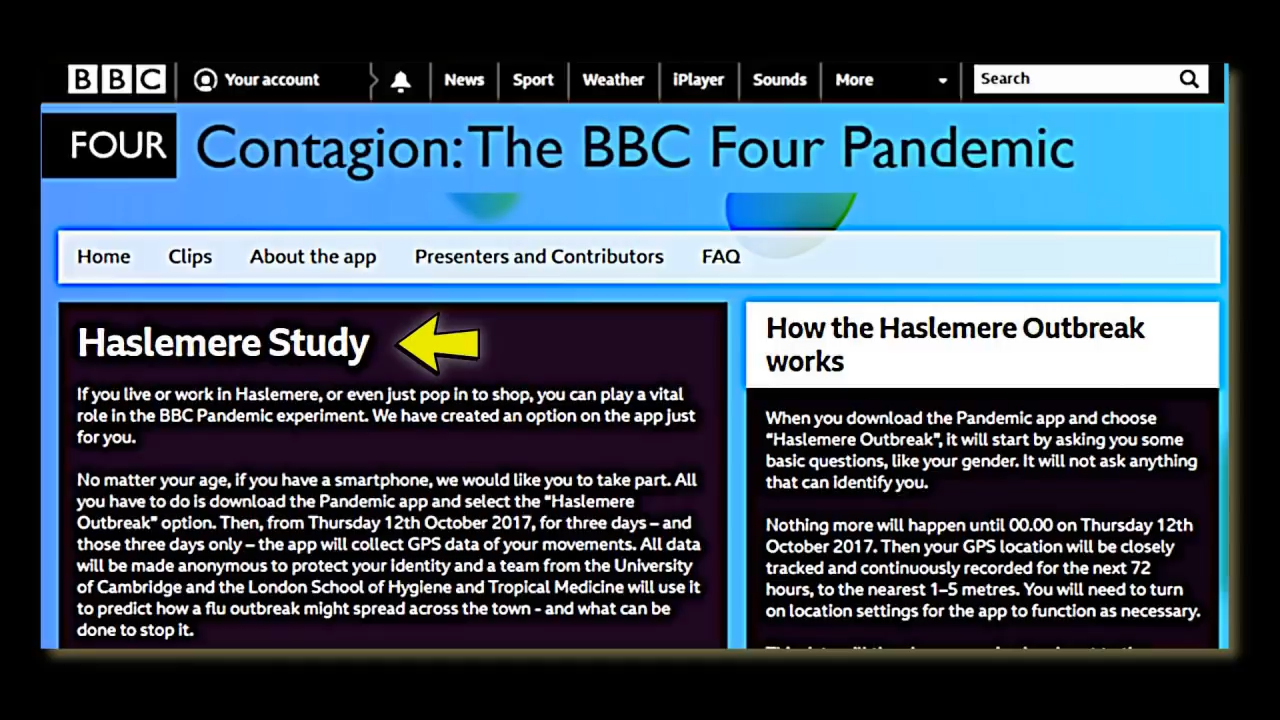 BBC Your account News Sport Weather iPlayer Sounds More Search
FOUR Contagion: The BBC Four Pandemic
Home Clips About the app Presenters and Contributors FAQ
Haslemere Study
If you live or work in Haslemere, or even just pop in to shop, you can play a vital
role in the BBC Pandemic experiment. We have created an option on the app just
for you.
No matter your age, if you have a smartphone, we would like you to take part. All
you have to do is download the Pandemic app and select the “Haslemere
Outbreak” option. Then, from Thursday 12th October 2017, for three days – and
those three days only – the app will collect GPS data of your movements. All data
will be made anonymous to protect your identity and a team from the University
of Cambridge and the London School of Hygiene and Tropical Medicine will use it
to predict how a flu outbreak might spread across the town - and what can be
done to stop it.
How the Haslemere Outbreak
works
When you download the Pandemic app and choose
“Haslemere Outbreak”, it will start by asking you some
basic questions, like your gender. It will not ask anything
that can identify you.
Nothing more will happen until 00.00 on Thursday 12th
October 2017. Then your GPS location will be closely
tracked and continuously recorded for the next 72
hours, to the nearest 1–5 metres. You will need to turn
on location settings for the app to function as necessary.